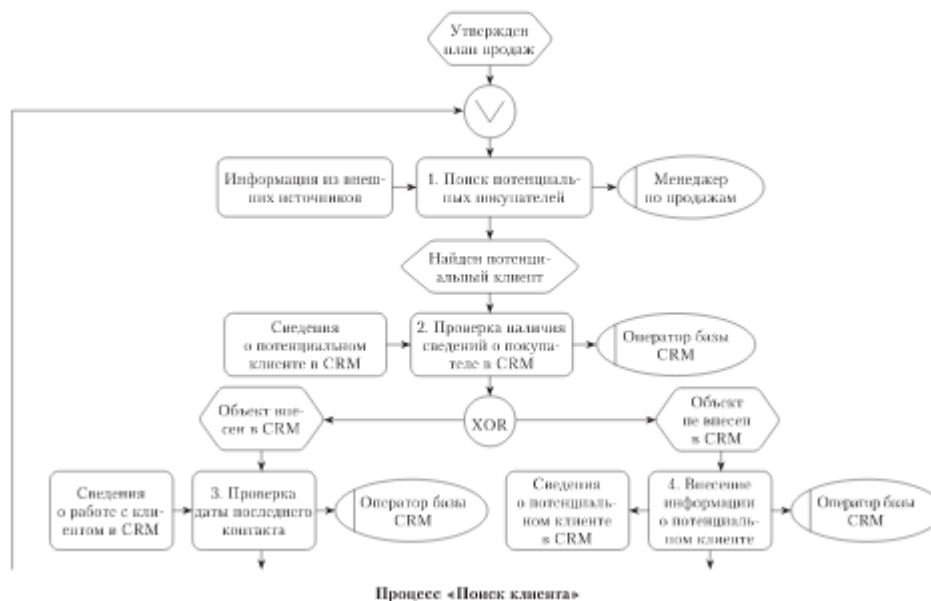 Утвержден
план продаж
Информация из внеш-
них источников
1. Поиск потенциаль-
ных покупателей
Менеджер
по продажам
Найден потенци-
альный клиент
Сведения
о потенциальном
клиенте в CRM
2. Проверка наличия
сведений о покупа-
теле в CRM
Оператор базы
CRM
Объект вне-
сен в CRM
XOR
Объект
не внесен
в CRM
Сведения
о работе с кли-
ентом в CRM
3. Проверка
даты последнего
контакта
Оператор базы
CRM
Сведения
о потенциаль-
ном клиенте
в CRM
4. Внесение
информации
о потенциаль-
ном клиенте
Оператор базы
CRM
Процесс «Поиск клиента»